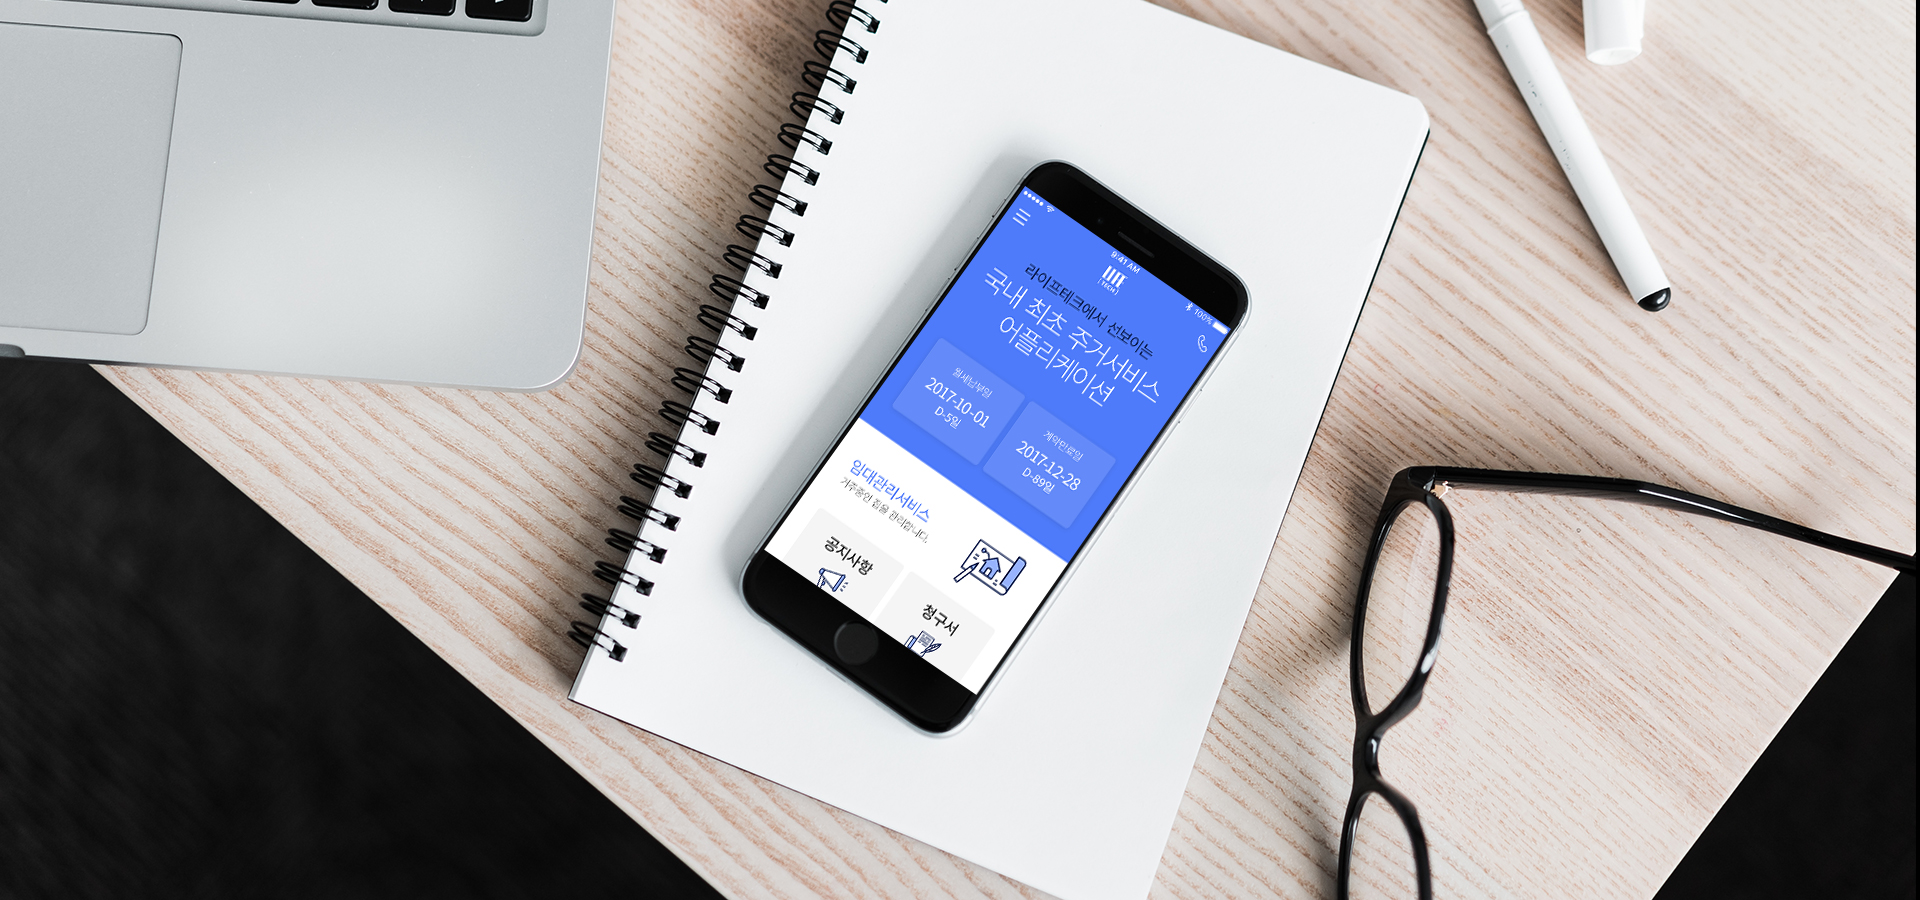 9:41 AM
100%
TECH
라이프테크에서 선보이는
국내 최초 주거서비스
어플리케이션
월세납부일
2017-10-01
D-5일
계약만료일
2017-12-28
D-89일
임대관리서비스
거주중인 집을 관리합니다.
공지사항
청구서